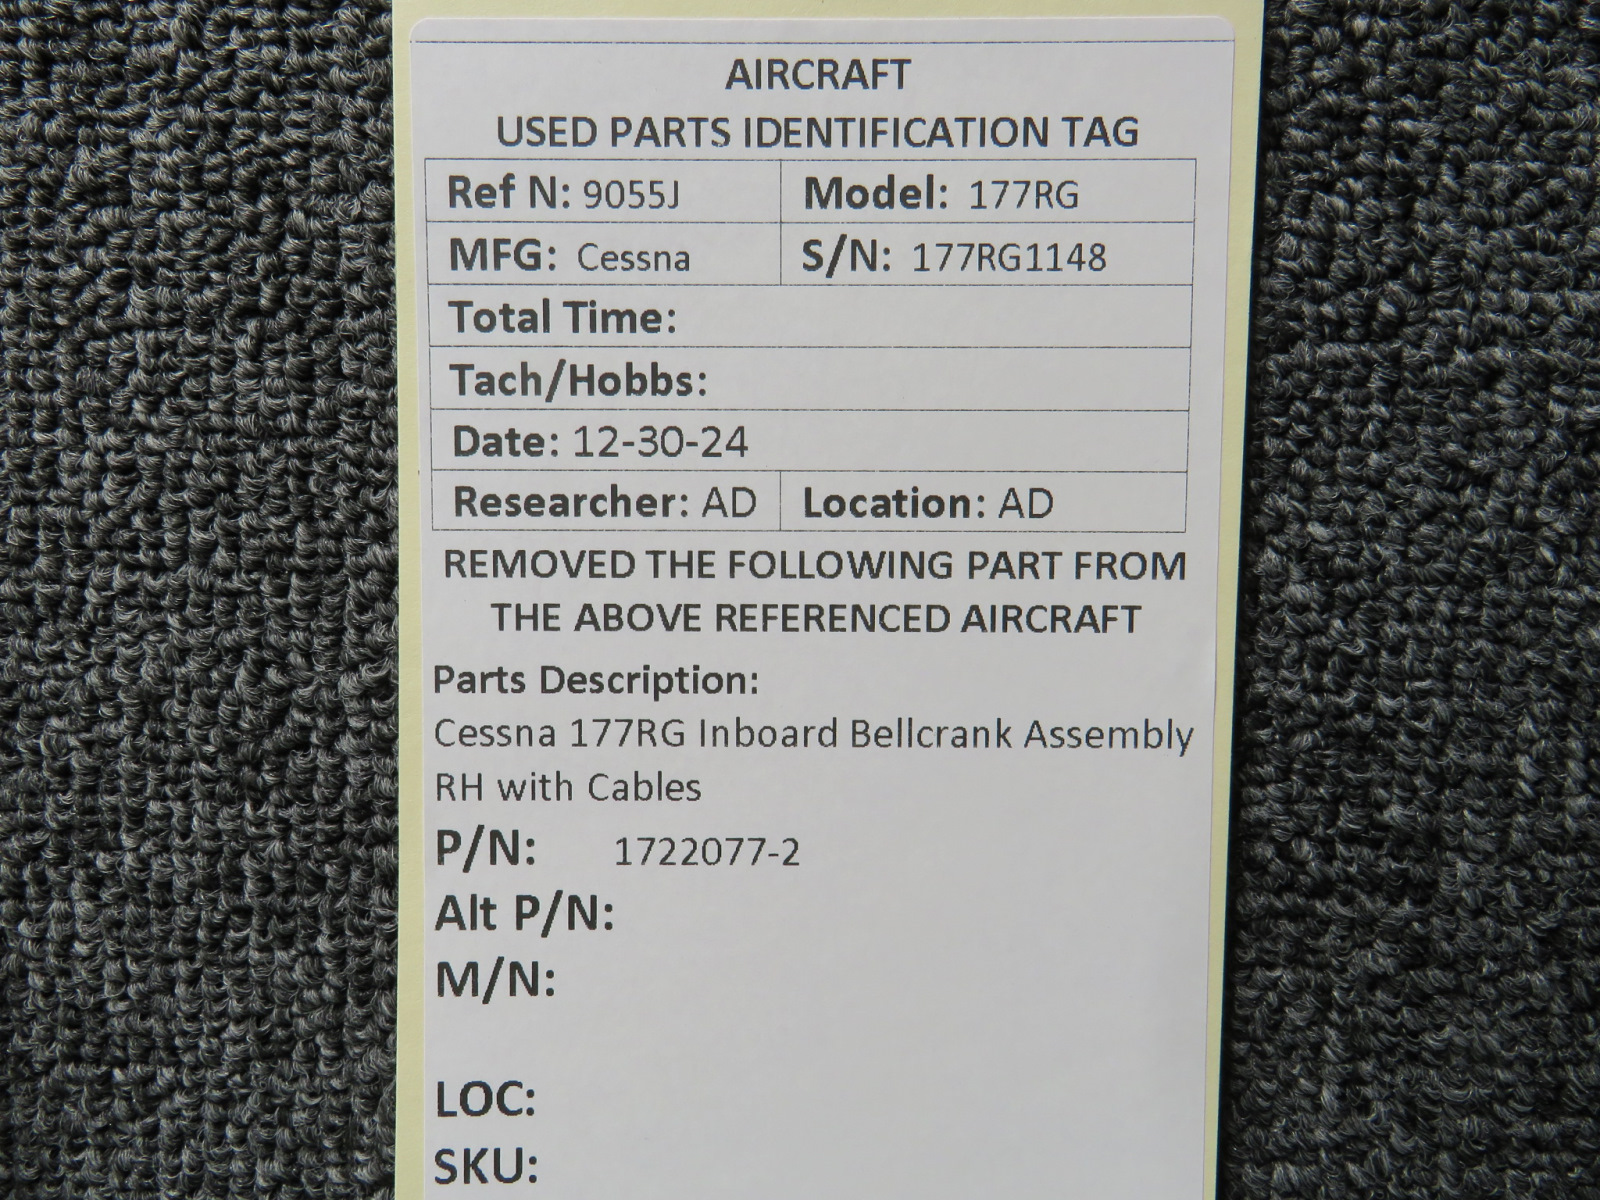 AIRCRAFT
USED PARTS IDENTIFICATION TAG
Ref N: 9055J Model: 177RG
MFG: Cessna S/N: 177RG1148
Total Time:
Tach/Hobbs:
Date: 12-30-24
Researcher: AD Location: AD
REMOVED THE FOLLOWING PART FROM
THE ABOVE REFERENCED AIRCRAFT
Parts Description:
Cessna 177RG Inboard Bellcrank Assembly
RH with Cables
P/N: 1722077-2
Alt P/N:
M/N:
LOC:
SKU: